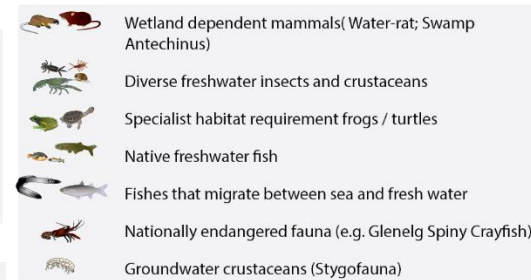 Wetland dependent mammals( Water-rat; Swamp
Antechinus)
Diverse freshwater insects and crustaceans
Specialist habitat requirement frogs / turtles
Native freshwater fish
Fishes that migrate between sea and fresh water
Nationally endangered fauna (e.g. Glenelg Spiny Crayfish)
Groundwater crustaceans (Stygofauna)